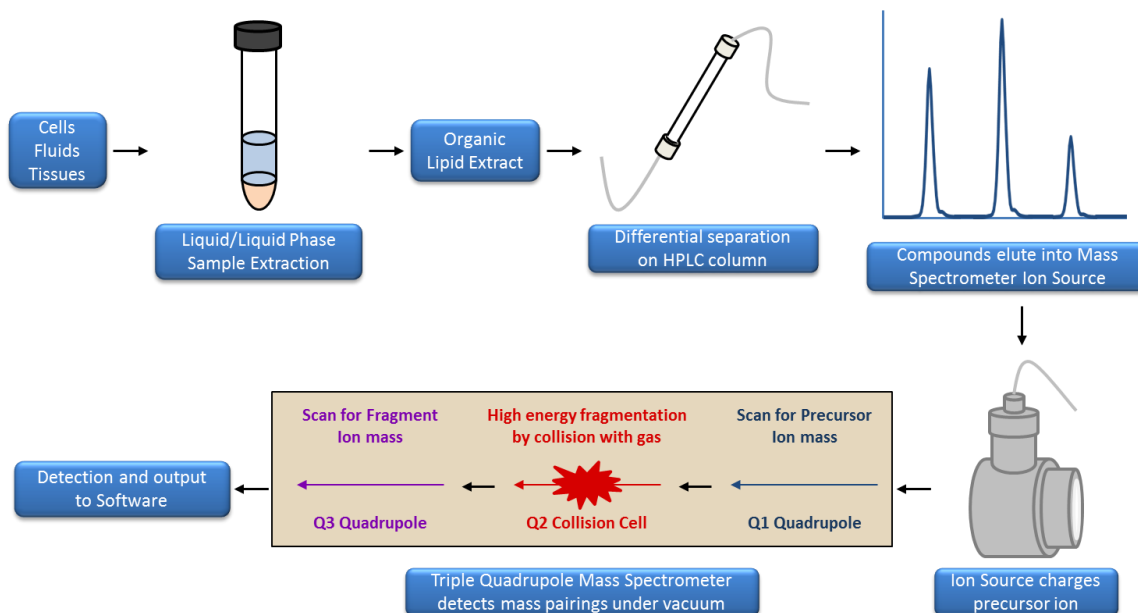 Cells
Fluids
Tissues
Liquid/Liquid Phase
Sample Extraction
Organic
Lipid Extract
Differential separation
on HPLC column
Compounds elute into Mass
Spectrometer Ion Source
Ion Source charges
precursor ion
Scan for Precursor
Ion mass
Q1 Quadrupole
High energy fragmentation
by collision with gas
Q2 Collision Cell
Scan for Fragment
Ion mass
Q3 Quadrupole
Triple Quadrupole Mass Spectrometer
detects mass pairings under vacuum
Detection and output
to Software